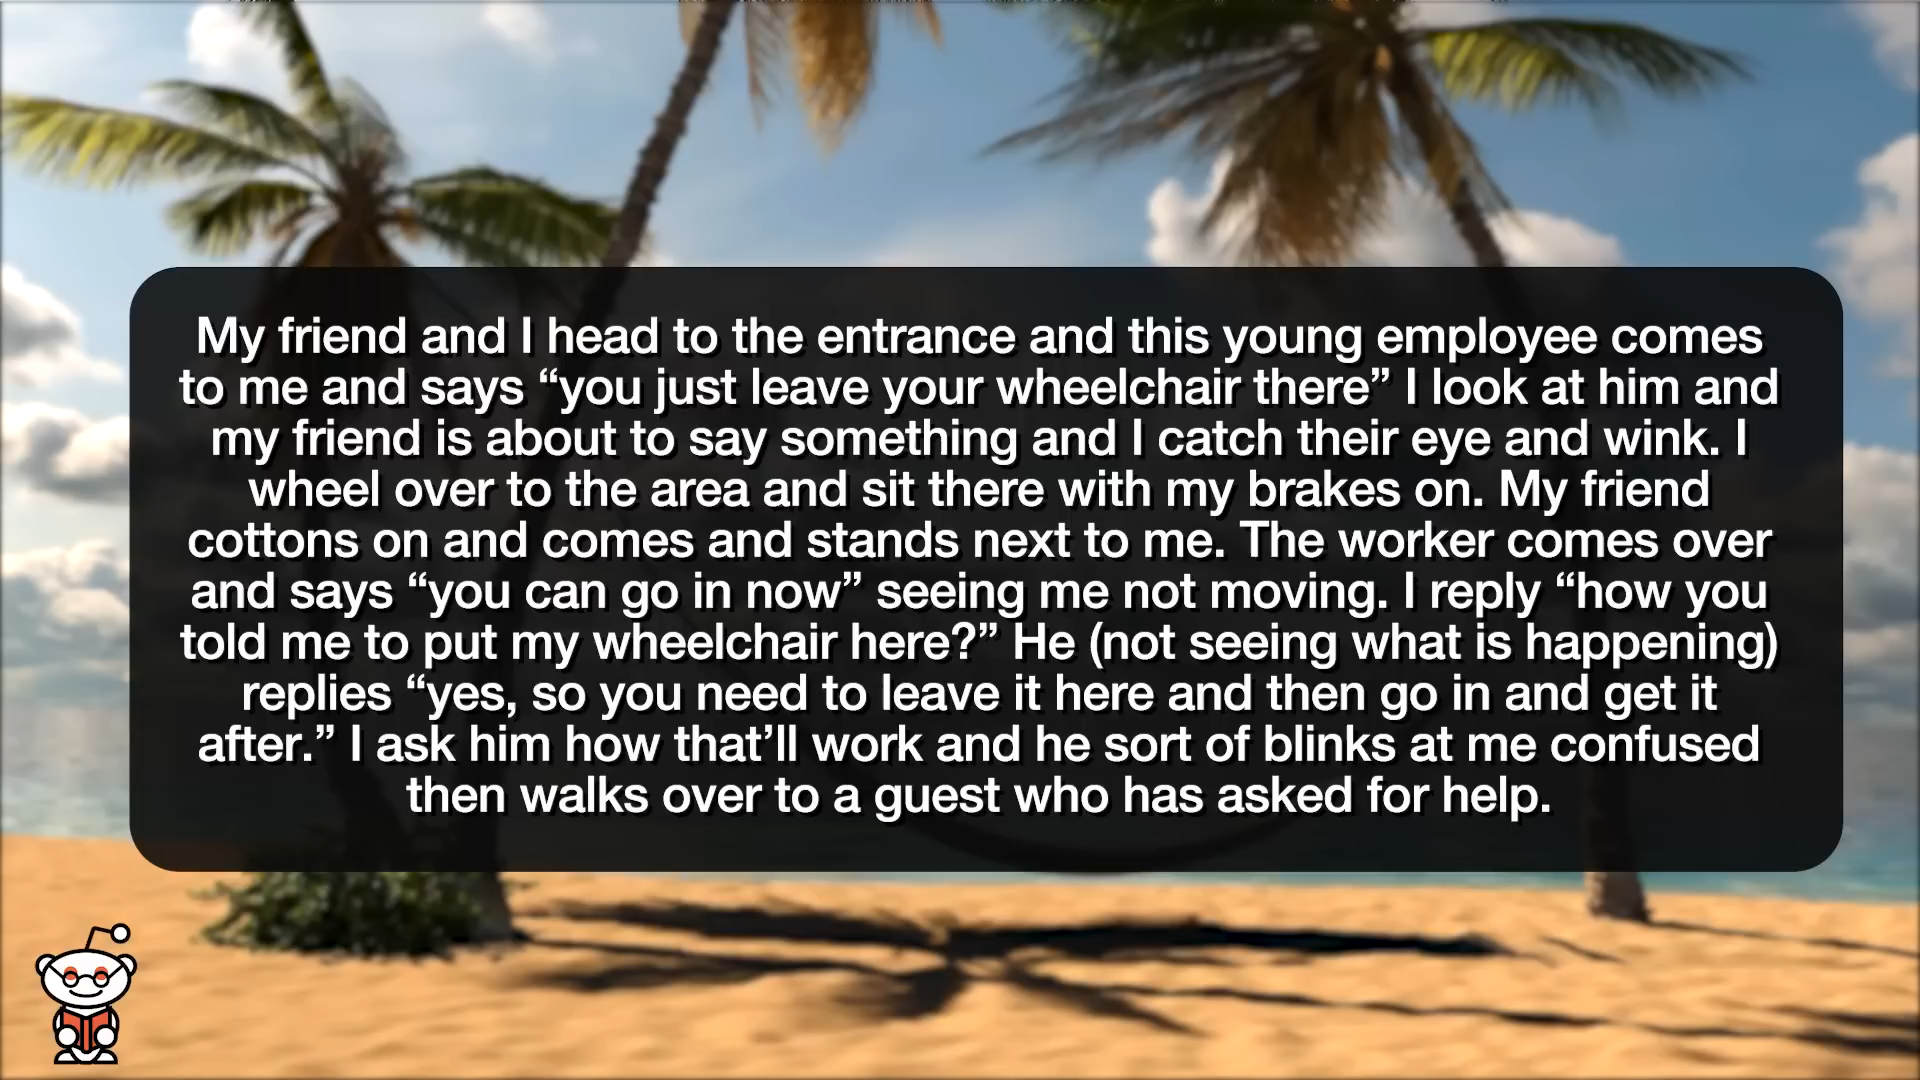 My friend and I head to the entrance and this young employee comes
to me and says “you just leave your wheelchair there” I look at him and
my friend is about to say something and I catch their eye and wink. I
wheel over to the area and sit there with my brakes on. My friend
cottons on and comes and stands next to me. The worker comes over
and says “you can go in now” seeing me not moving. I reply “how you
told me to put my wheelchair here?” He (not seeing what is happening)
replies “yes, so you need to leave it here and then go in and get it
after.” I ask him how that’ll work and he sort of blinks at me confused
then walks over to a guest who has asked for help.